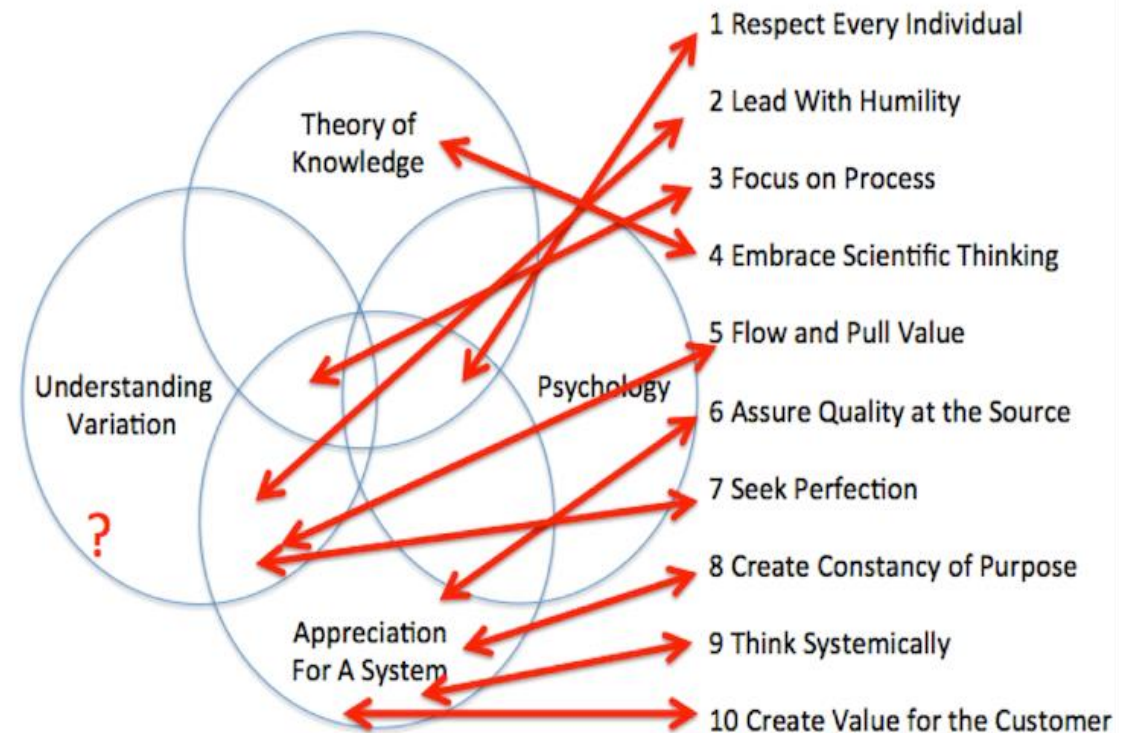 Theory of
Knowledge
Understanding
Variation
?
Psychology
Appreciation
For A System
1 Respect Every Individual
2 Lead With Humility
3 Focus on Process
4 Embrace Scientific Thinking
5 Flow and Pull Value
6 Assure Quality at the Source
7 Seek Perfection
8 Create Constancy of Purpose
9 Think Systemically
10 Create Value for the Customer